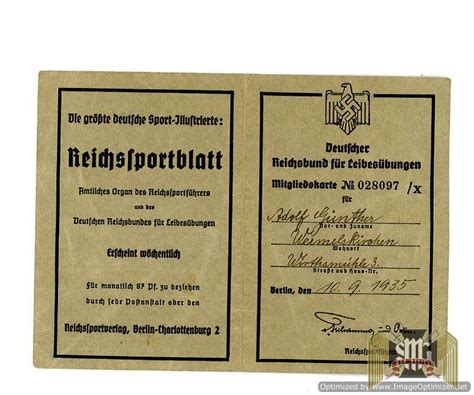 Die größte deutsche Sport-Illustrierte:
Reichssportblatt
Amtliches Organ des Reichssportführers
und des
Deutschen Reichsbundes für Leibesübungen
Erscheint wöchentlich
Für monatlich 87 Pf. zu beziehen
durch jede Postanstalt oder den
Reichssportverlag, Berlin-Charlottenburg 2
Deutscher
Reichsbund für Leibesübungen
Mitgliedskarte № 028097 /X
für
Adolf Günther
Vor- und Zuname
Wermelskirchen
Wohnort
Wirthsmühle 3.
Straße und Haus-Nr.
Berlin, den 10. 9. 1935
Reichssportführer
SMG
Optimized by www.ImageOptimizer.net